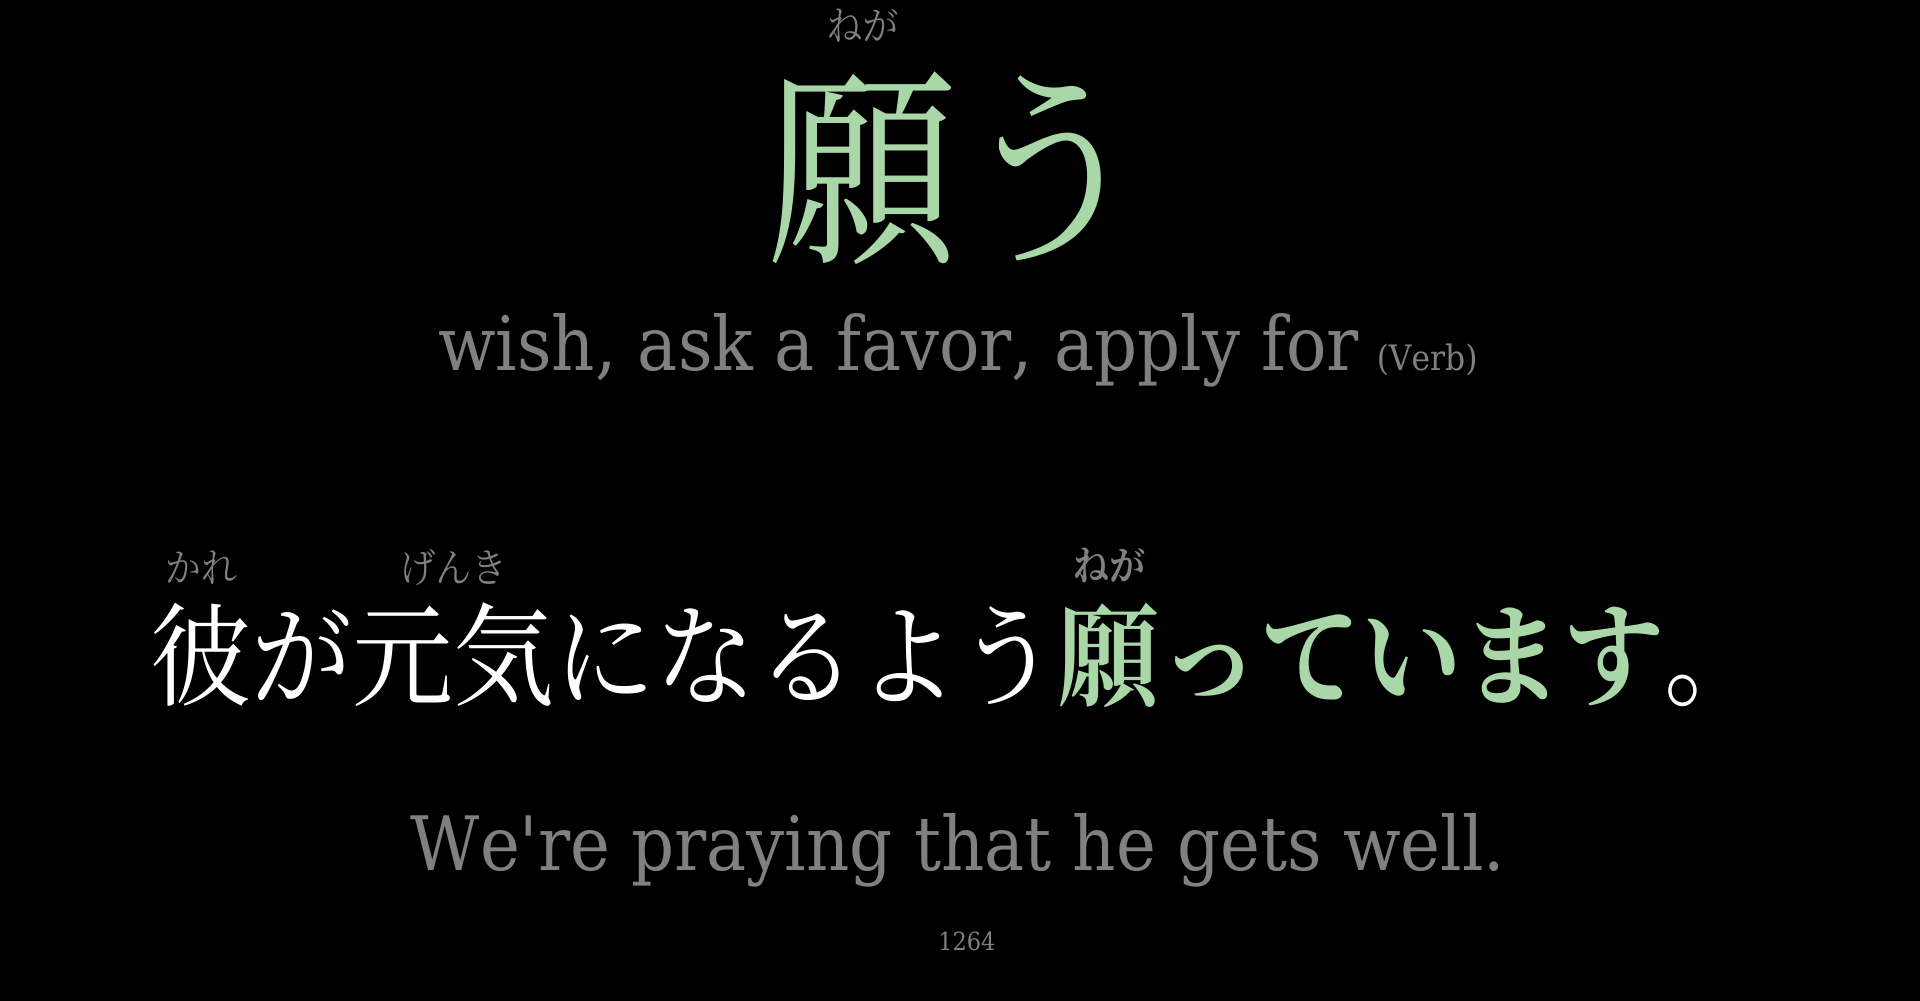 ねが
願う
wish, ask a favor, apply for (Verb)
かれ げんき ねが
彼が元気になるよう願っています。
We're praying that he gets well.
1264